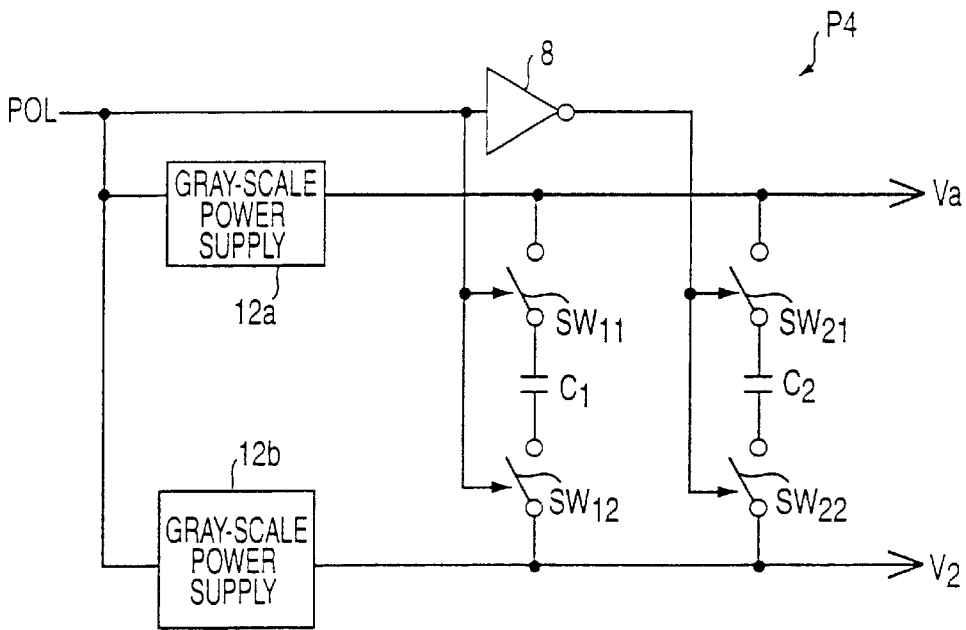 P4
8
POL
GRAY-SCALE
POWER
SUPPLY
Va
12a
SW11
SW21
C1
C2
12b
SW12
SW22
GRAY-SCALE
POWER
SUPPLY
V2